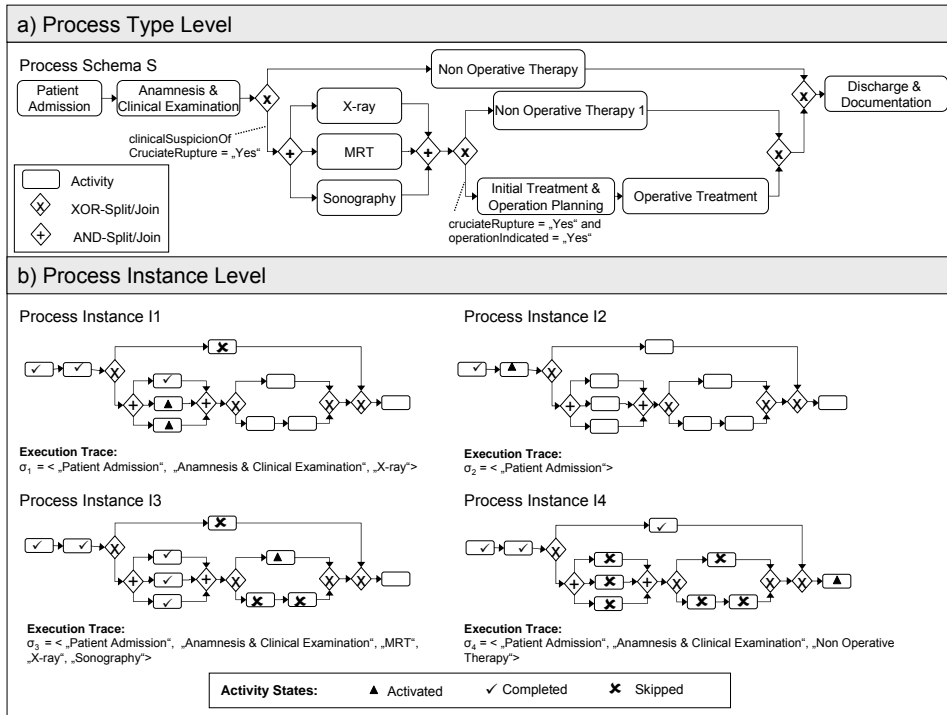 a) Process Type Level
Process Schema S
Patient
Admission
Anamnesis &
Clinical Examination
x
clinicalSuspicionOf
CruciateRupture = „Yes“
+
X-ray
MRT
Sonography
+
x
Non Operative Therapy
Non Operative Therapy 1
Initial Treatment &
Operation Planning
Operative Treatment
cruciateRupture = „Yes“ and
operationIndicated = „Yes“
x
x
Discharge &
Documentation
Activity
x XOR-Split/Join
+ AND-Split/Join
b) Process Instance Level
Process Instance I1
X + + X X X
Execution Trace:
σ1 = < „Patient Admission“, „Anamnesis & Clinical Examination“, „X-ray“>
Process Instance I2
X + + X X X
Execution Trace:
σ2 = < „Patient Admission“>
Process Instance I3
X + + X X X
Execution Trace:
σ3 = < „Patient Admission“, „Anamnesis & Clinical Examination“, „MRT“,
„X-ray“, „Sonography“>
Process Instance I4
X + + X X X
Execution Trace:
σ4 = < „Patient Admission“, „Anamnesis & Clinical Examination“, „Non Operative
Therapy“>
Activity States: Activated Completed Skipped